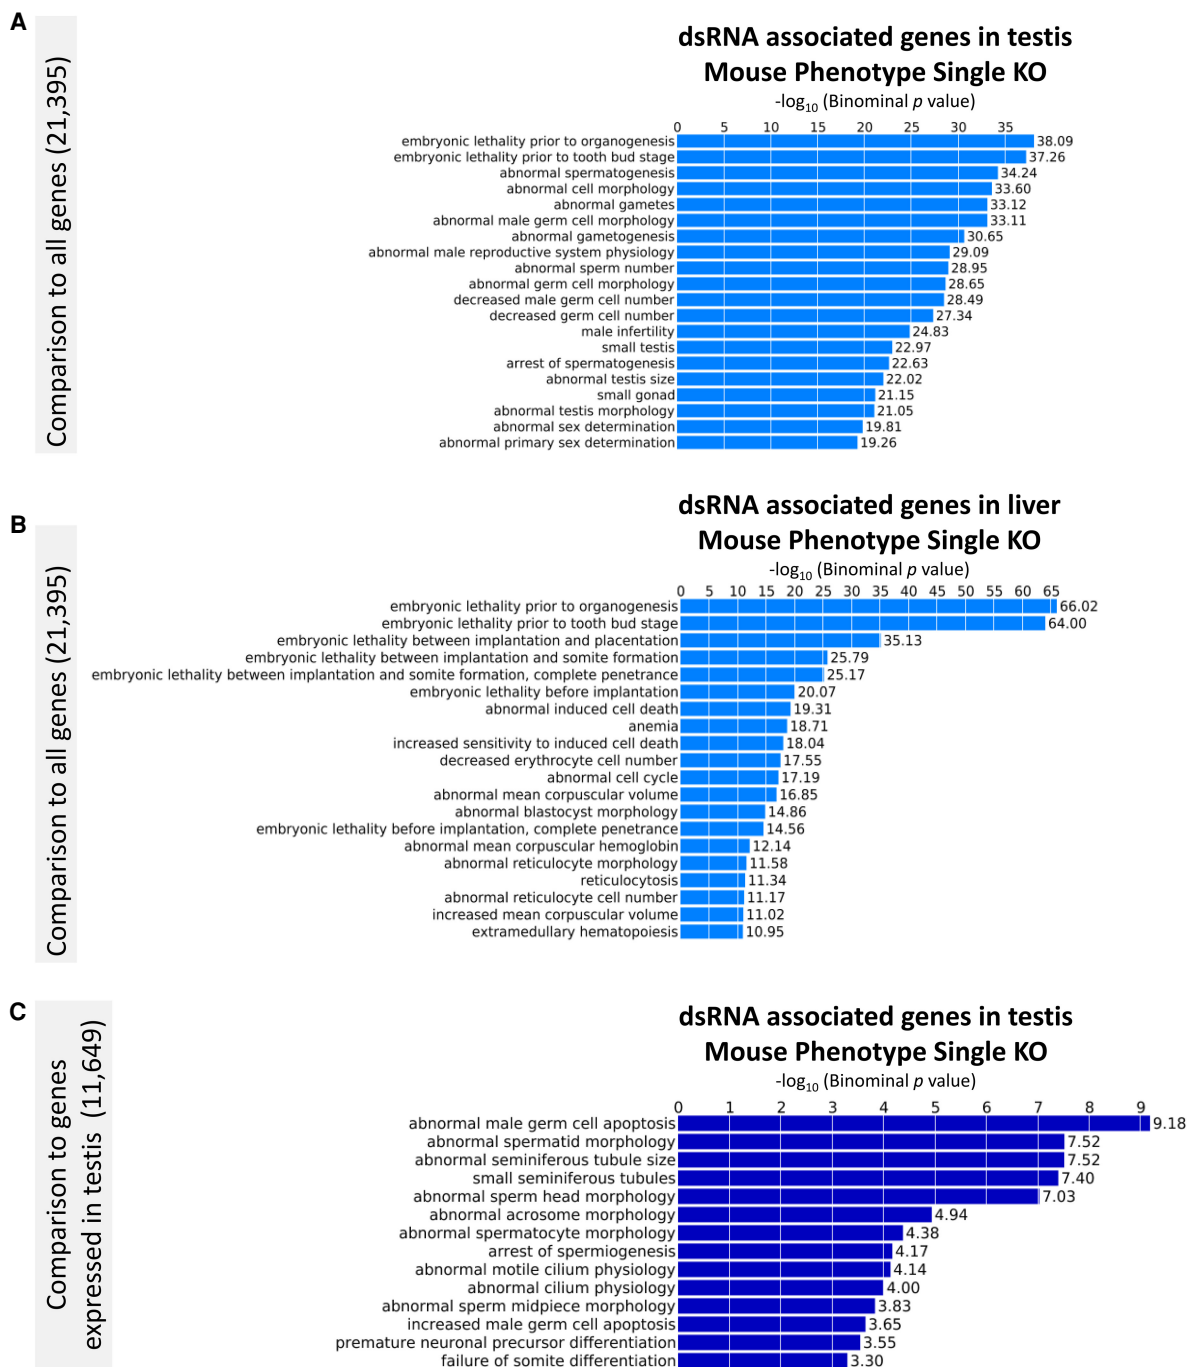 A
Comparison to all genes (21,395)
dsRNA associated genes in testis
Mouse Phenotype Single KO
-log10 (Binominal p value)
0 5 10 15 20 25 30 35
embryonic lethality prior to organogenesis 38.09
embryonic lethality prior to tooth bud stage 37.26
abnormal spermatogenesis 34.24
abnormal cell morphology 33.60
abnormal gametes 33.12
abnormal male germ cell morphology 33.11
abnormal gametogenesis 30.65
abnormal male reproductive system physiology 29.09
abnormal sperm number 28.95
abnormal germ cell morphology 28.65
decreased male germ cell number 28.49
decreased germ cell number 27.34
male infertility 24.83
small testis 22.97
arrest of spermatogenesis 22.63
abnormal testis size 22.02
small gonad 21.15
abnormal testis morphology 21.05
abnormal sex determination 19.81
abnormal primary sex determination 19.26
B
Comparison to all genes (21,395)
dsRNA associated genes in liver
Mouse Phenotype Single KO
-log10 (Binominal p value)
0 5 10 15 20 25 30 35 40 45 50 55 60 65
embryonic lethality prior to organogenesis 66.02
embryonic lethality prior to tooth bud stage 64.00
embryonic lethality between implantation and placentation 35.13
embryonic lethality between implantation and somite formation 25.79
embryonic lethality between implantation and somite formation, complete penetrance 25.17
embryonic lethality before implantation 20.07
abnormal induced cell death 19.31
anemia 18.71
increased sensitivity to induced cell death 18.04
decreased erythrocyte cell number 17.55
abnormal cell cycle 17.19
abnormal mean corpuscular volume 16.85
abnormal blastocyst morphology 14.86
embryonic lethality before implantation, complete penetrance 14.56
abnormal mean corpuscular hemoglobin 12.14
abnormal reticulocyte morphology 11.58
reticulocytosis 11.34
abnormal reticulocyte cell number 11.17
increased mean corpuscular volume 11.02
extramedullary hematopoiesis 10.95
C
Comparison to genes
expressed in testis (11,649)
dsRNA associated genes in testis
Mouse Phenotype Single KO
-log10 (Binominal p value)
0 1 2 3 4 5 6 7 8 9
abnormal male germ cell apoptosis 9.18
abnormal spermatid morphology 7.52
abnormal seminiferous tubule size 7.52
small seminiferous tubules 7.40
abnormal sperm head morphology 7.03
abnormal acrosome morphology 4.94
abnormal spermatocyte morphology 4.38
arrest of spermiogenesis 4.17
abnormal motile cilium physiology 4.14
abnormal cilium physiology 4.00
abnormal sperm midpiece morphology 3.83
increased male germ cell apoptosis 3.65
premature neuronal precursor differentiation 3.55
failure of somite differentiation 3.30